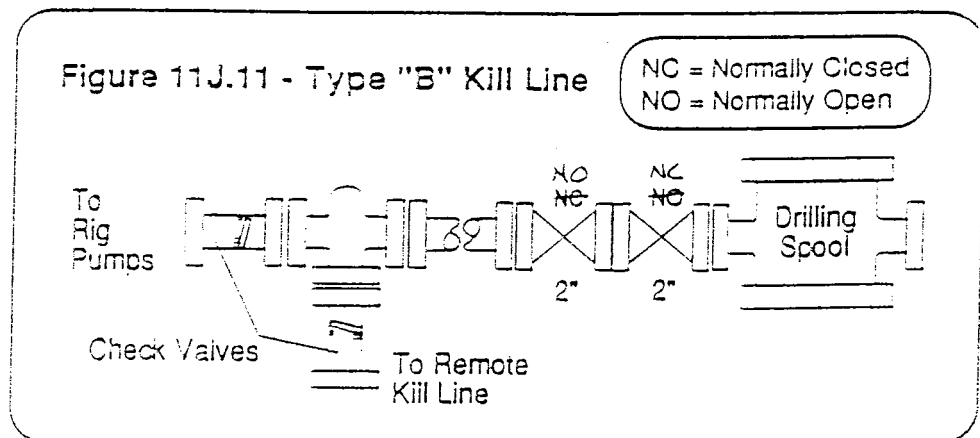 Figure 11J.11 - Type "B" Kill Line
NC = Normally Closed
NO = Normally Open
To
Rig
Pumps
NO
NC
NC
NO
2"
2"
Drilling
Spool
Check Valves
To Remote
Kill Line